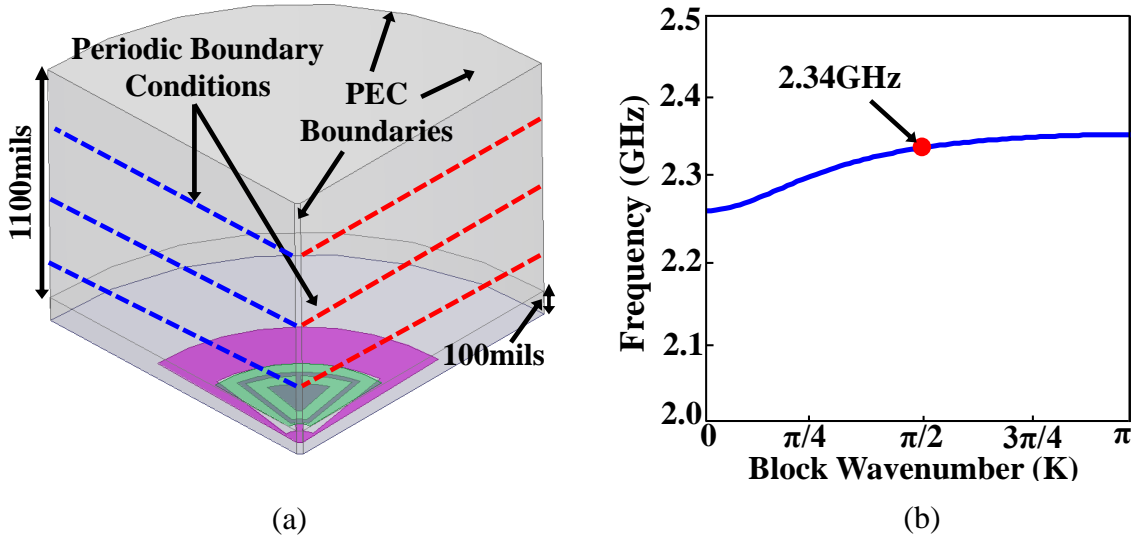 Periodic Boundary
Conditions
PEC
Boundaries
1100mils
100mils
(a)
2.5
2.4
2.3
2.2
2.1
2.0
Frequency (GHz)
2.34GHz
0
π/4
π/2
3π/4
π
Block Wavenumber (K)
(b)